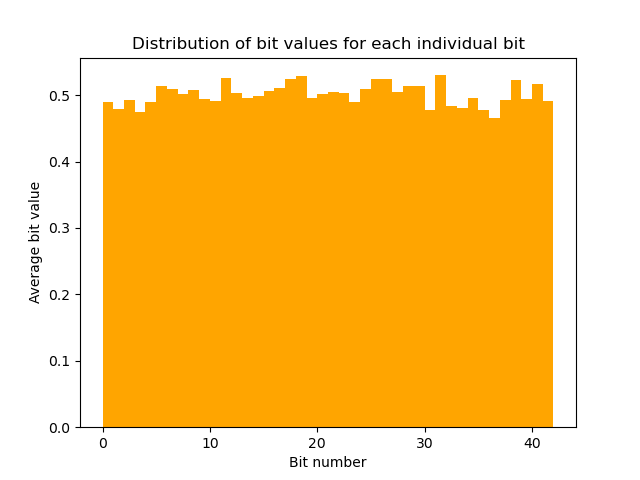 Distribution of bit values for each individual bit
Average bit value
0.5
0.4
0.3
0.2
0.1
0.0
0 10 20 30 40
Bit number